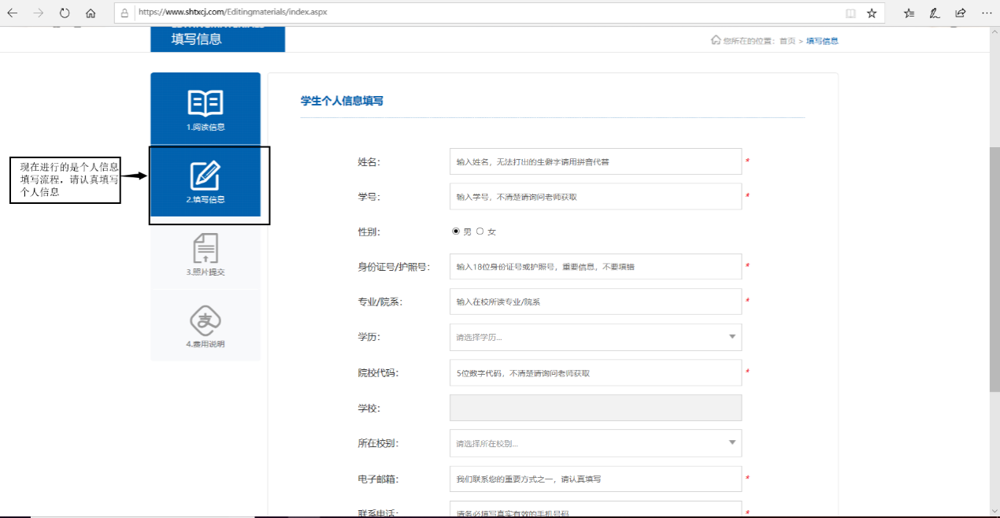 https://www.shtxcj.com/Editingmaterials/index.aspx
填写信息
您所在的位置：首页 > 填写信息
1.阅读信息
学生个人信息填写
现在进行的是个人信息
填写流程，请认真填写
个人信息
2.填写信息
3.照片提交
4.费用说明
姓名：
输入姓名，无法打出的生僻字请用拼音代替 *
学号：
输入学号，不清楚请询问老师获取 *
性别：
男 女
身份证号/护照号：
输入18位身份证号或护照号，重要信息，不要填错 *
专业/院系：
输入在校所读专业/院系 *
学历：
请选择学历...
院校代码：
5位数字代码，不清楚请询问老师获取 *
学校：
所在校别：
请选择所在校别...
电子邮箱：
我们联系您的重要方式之一，请认真填写 *
联系电话：
请务必填写真实有效的手机号码 *